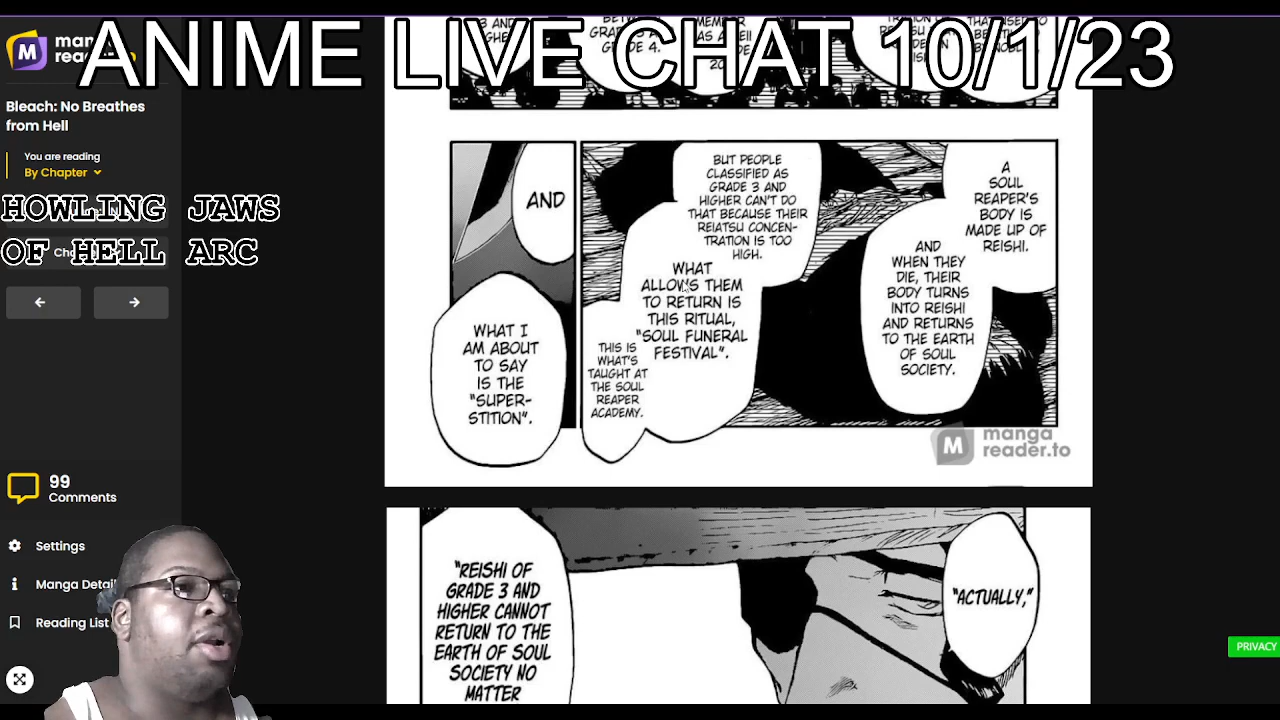 ANIME LIVE CHAT 10/1/23
manga
reader
Bleach: No Breathes
from Hell
You are reading
By Chapter
HOWLING JAWS
OF HELL ARC
99
Comments
Settings
Manga Detai
Reading List
GRADE 4.
A
SOUL
REAPER'S
BODY IS
MADE UP OF
REISHI.
AND
WHEN THEY
DIE, THEIR
BODY TURNS
INTO REISHI
AND RETURNS
TO THE EARTH
OF SOUL
SOCIETY.
BUT PEOPLE
CLASSIFIED AS
GRADE 3 AND
HIGHER CAN'T DO
THAT BECAUSE THEIR
REIATSU CONCEN-
TRATION IS TOO
HIGH.
WHAT
ALLOWS THEM
TO RETURN IS
THIS RITUAL,
"SOUL FUNERAL
FESTIVAL".
THIS IS
WHAT'S
TAUGHT AT
THE SOUL
REAPER
ACADEMY.
AND
WHAT I
AM ABOUT
TO SAY
IS THE
"SUPER-
STITION".
manga
reader.to
"ACTUALLY,"
"REISHI OF
GRADE 3 AND
HIGHER CANNOT
RETURN TO THE
EARTH OF SOUL
SOCIETY NO
MATTER
PRIVACY